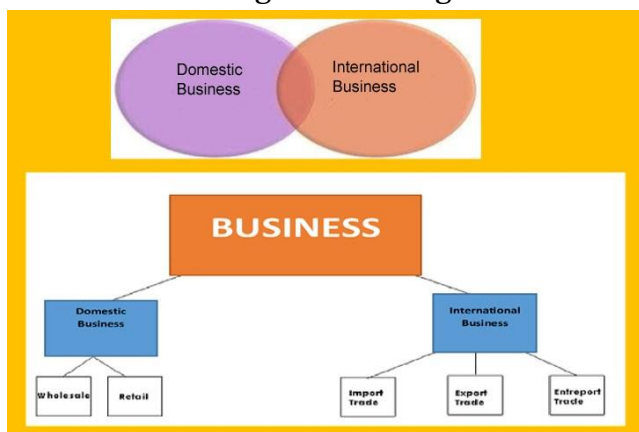 Domestic
Business
International
Business
BUSINESS
Domestic
Business
International
Business
Wholesale
Retail
Import
Trade
Export
Trade
Entreport
Trade